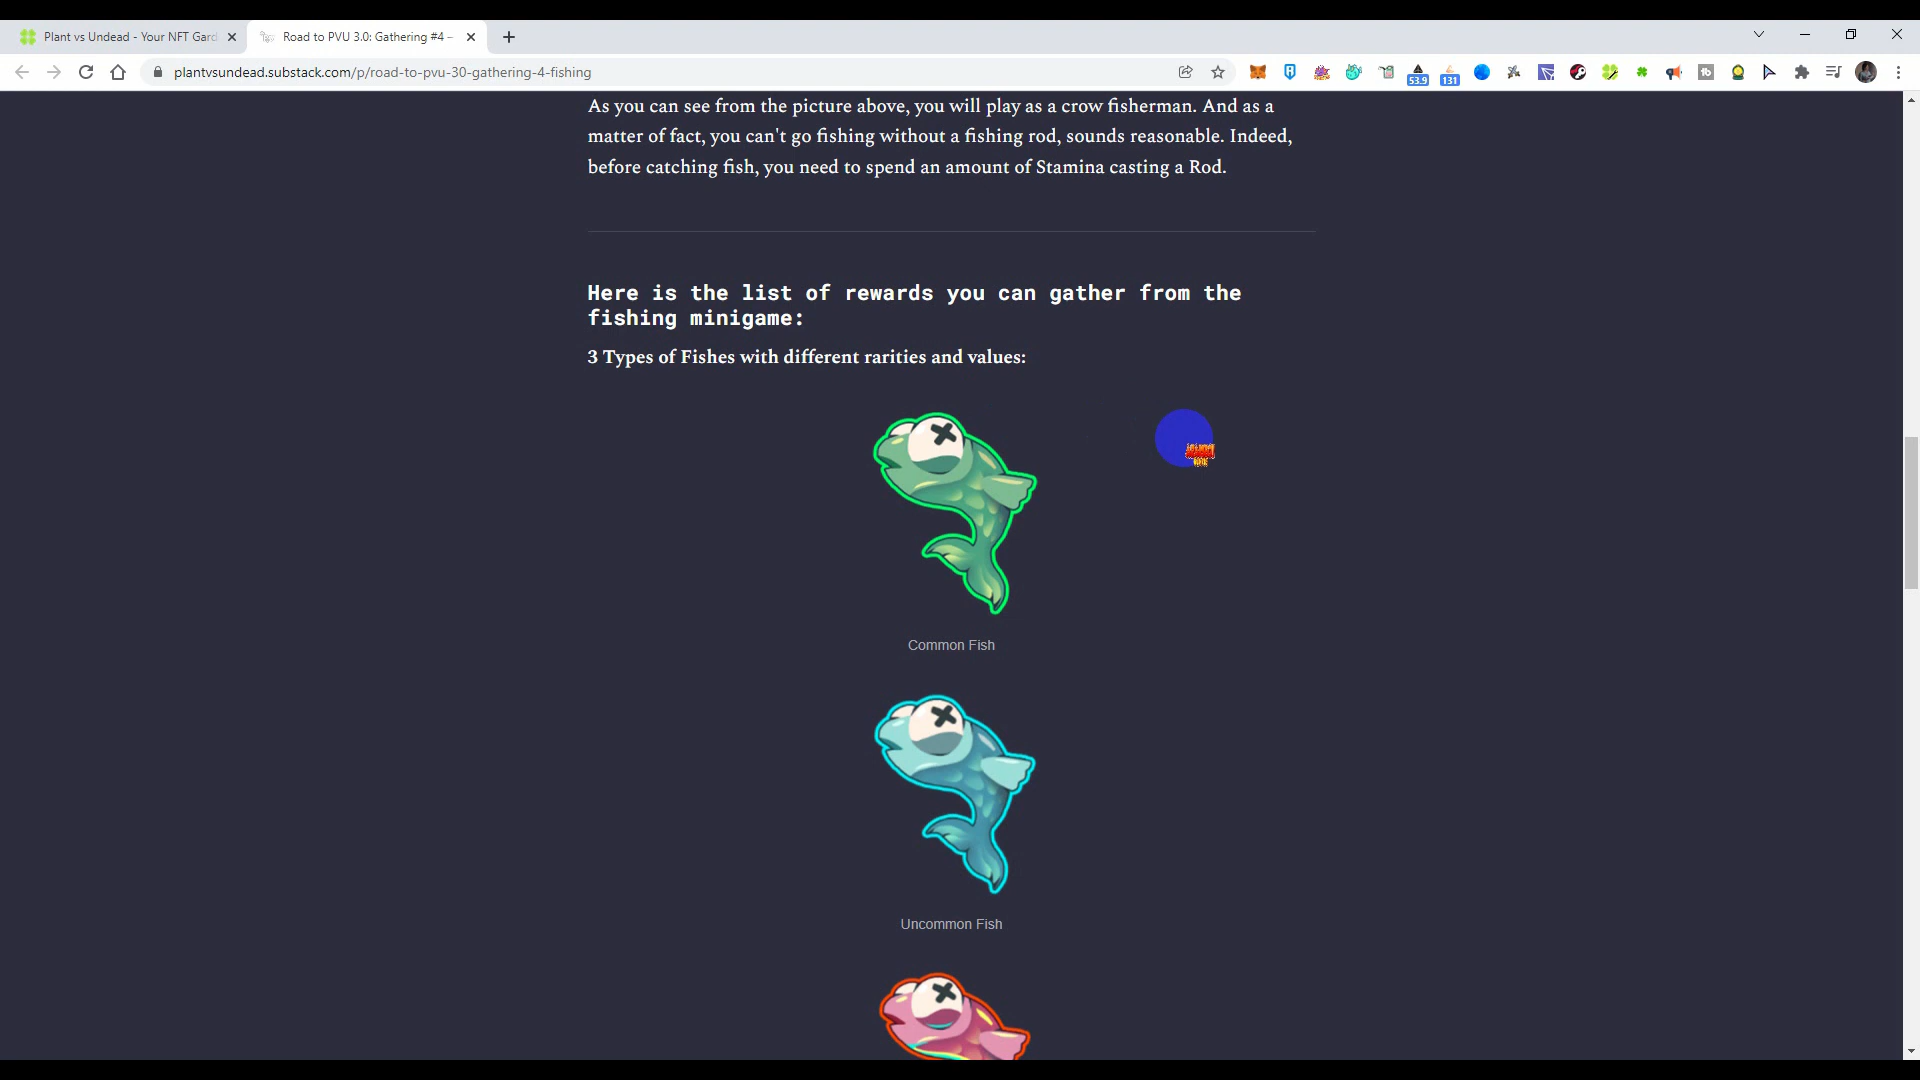 Plant vs Undead - Your NFT Gard
Road to PVU 3.0: Gathering #4 –
plantvsundead.substack.com/p/road-to-pvu-30-gathering-4-fishing
53.9
131
As you can see from the picture above, you will play as a crow fisherman. And as a
matter of fact, you can't go fishing without a fishing rod, sounds reasonable. Indeed,
before catching fish, you need to spend an amount of Stamina casting a Rod.
Here is the list of rewards you can gather from the
fishing minigame:
3 Types of Fishes with different rarities and values:
Common Fish
Uncommon Fish